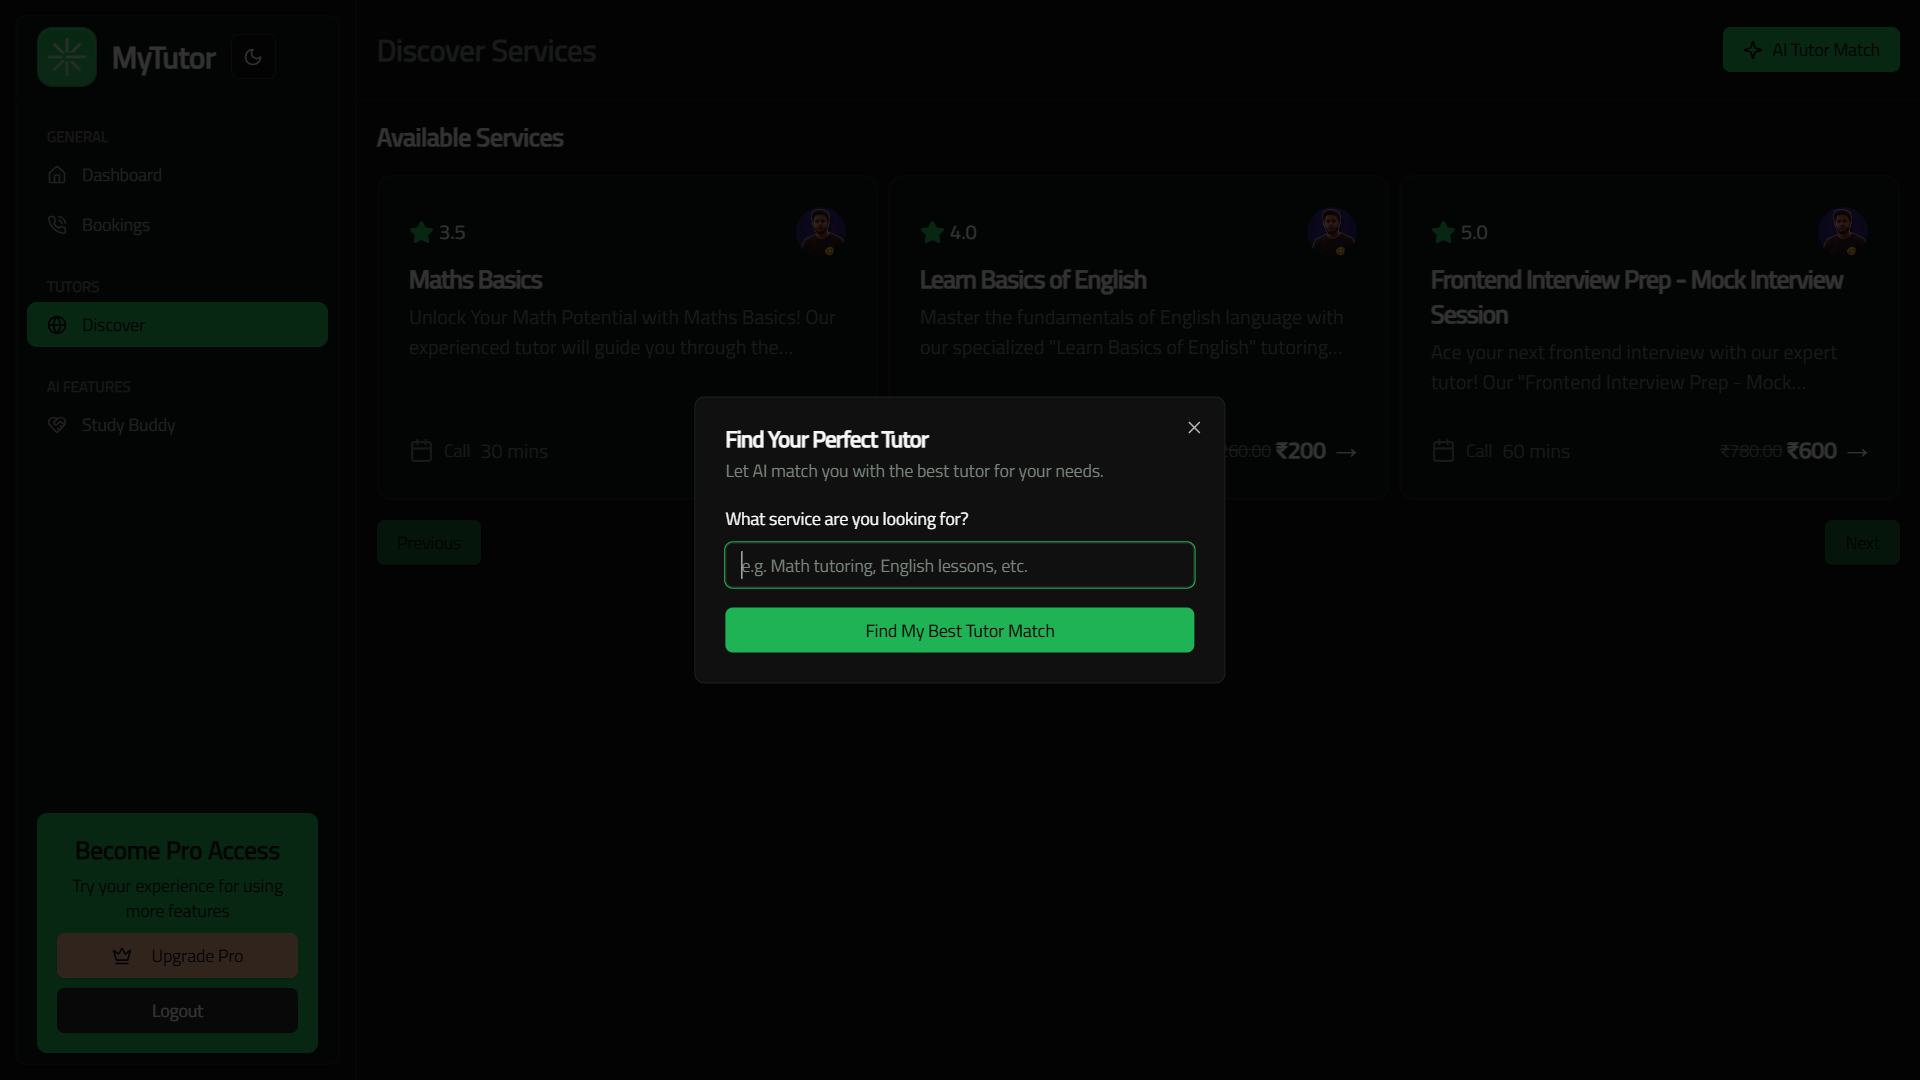 MyTutor
GENERAL
Dashboard
Bookings
TUTORS
Discover
AI FEATURES
Study Buddy
Become Pro Access
Try your experience for using
more features
Upgrade Pro
Logout
Discover Services
AI Tutor Match
Available Services
3.5
Maths Basics
Unlock Your Math Potential with Maths Basics! Our
experienced tutor will guide you through the...
Call 30 mins
4.0
Learn Basics of English
Master the fundamentals of English language with
our specialized "Learn Basics of English" tutoring...
260.00 ₹200 →
5.0
Frontend Interview Prep - Mock Interview
Session
Ace your next frontend interview with our expert
tutor! Our "Frontend Interview Prep - Mock...
Call 60 mins ₹780.00 ₹600 →
Previous
Next
Find Your Perfect Tutor
Let AI match you with the best tutor for your needs.
What service are you looking for?
e.g. Math tutoring, English lessons, etc.
Find My Best Tutor Match